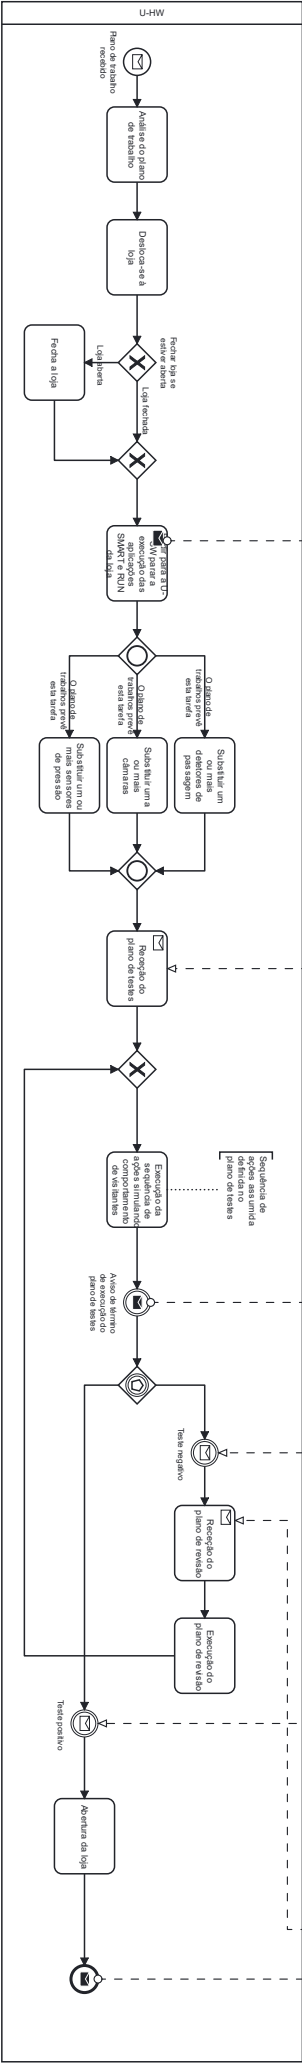 U-HW
Plano de trabalho
recebido
Análise do plano
de trabalho
Desloca-se à
loja
Fechar loja se
estiver aberta
Loja aberta
Loja fechada
Fecha a loja
para a U-
SW parar a
execução das
aplicações
SMART e RUN
da loja
O plano de
trabalhos prevê
esta tarefa
O plano de
trabalhos prevê
esta tarefa
O plano de
trabalhos prevê
esta tarefa
Substituir um
ou mais
detetores de
passagem
Substituir uma
ou mais
câmaras
Substituir um ou
mais sensores
de pressão
Receção do
plano de testes
Execução da
sequência de
ações simulando
comportamento
de visitantes
Sequência de
ações assumida
definida no
plano de testes
Aviso de término
de execução do
plano de testes
Teste negativo
Receção do
plano de revisão
Execução do
plano de revisão
Teste positivo
Abertura da loja